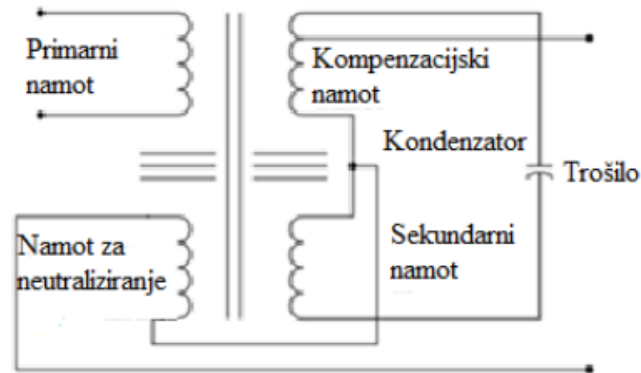 Primarni
namot
Kompenzacijski
namot
Kondenzator
Trošilo
Namot za
neutraliziranje
Sekundarni
namot